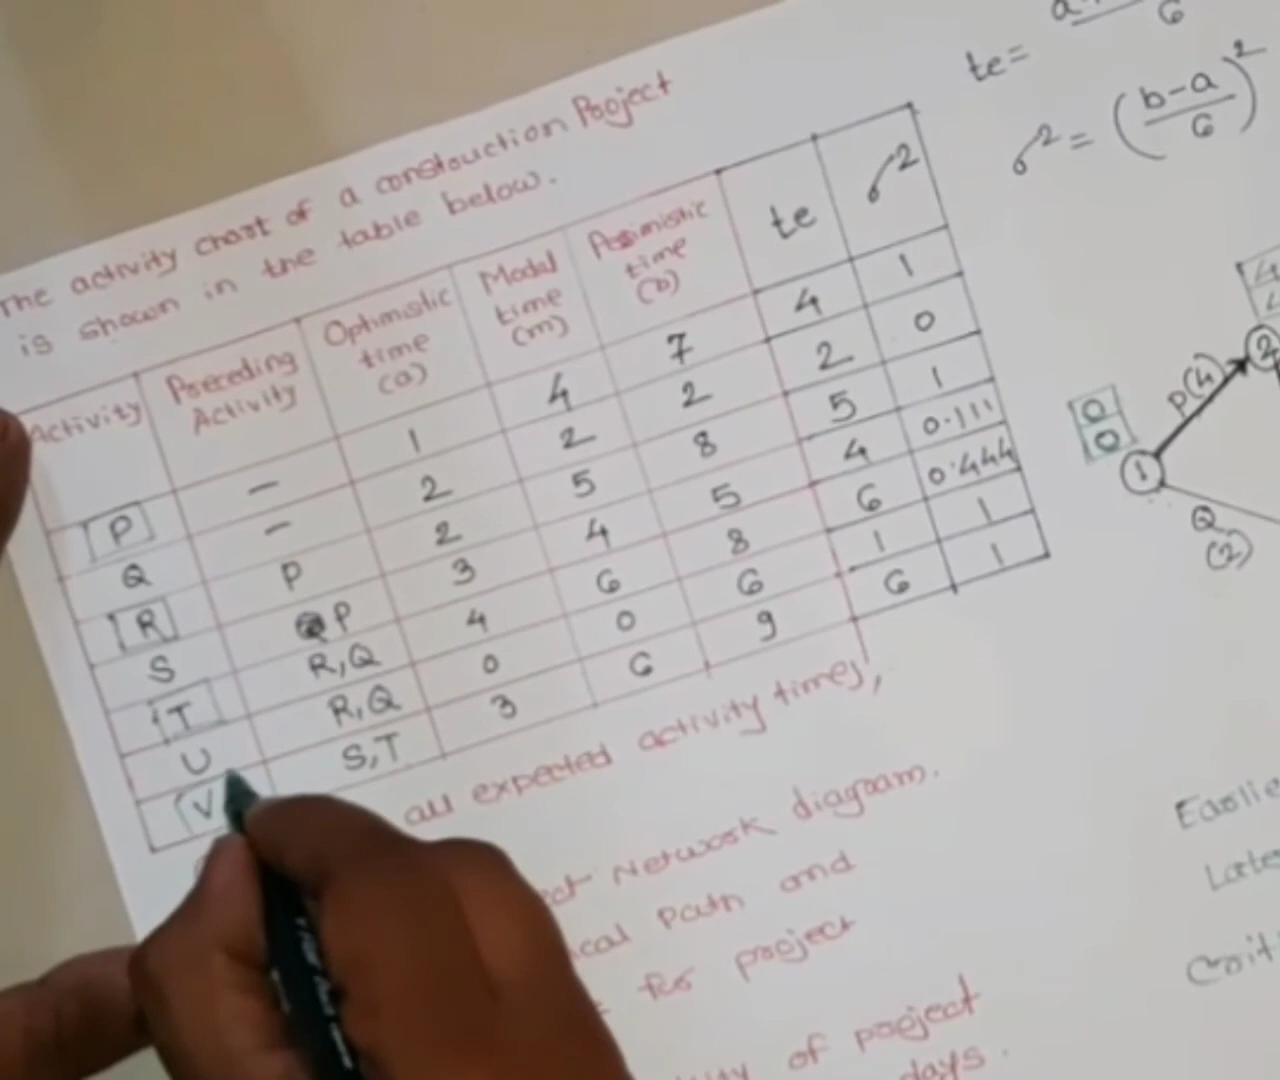 The activity chart of a construction Project
is shown in the table below.
Activity Preceding Activity Optimistic time (a) Modal time (m) Pessimistic time (b) te σ²
P – 1 4 7 4 1
Q – 2 2 2 2 0
R P 2 5 8 5 1
S P 3 4 5 4 0.111
T R,Q 4 6 8 6 0.444
U R,Q 0 0 6 1 1
V S,T 3 6 9 6 1
all expected activity times,
Network diagram.
Path and
for project
of project
days.
te =
6
σ² = (b-a/6)²
0
0
1
P(4)
2
Q
(2)